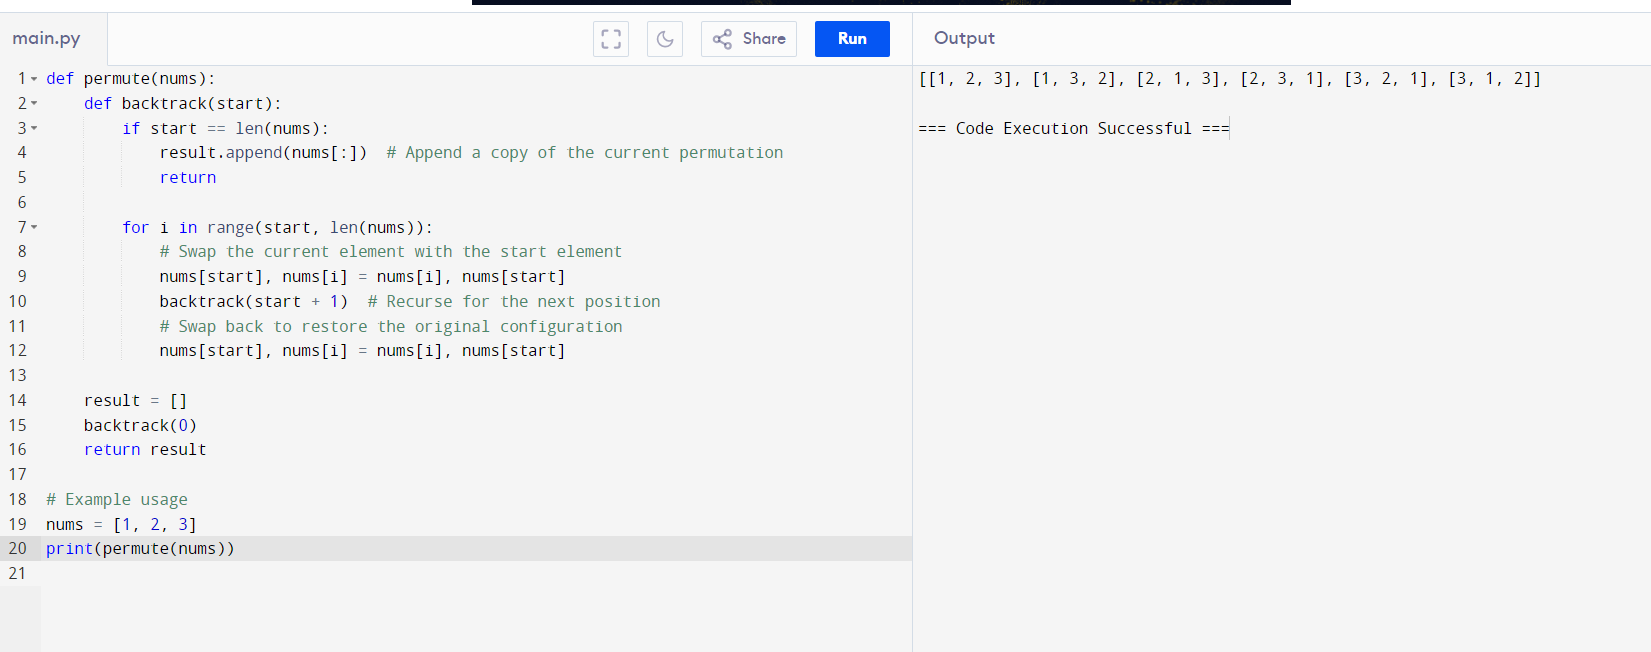 main.py
Share
Run
Output
1 def permute(nums):
2     def backtrack(start):
3         if start == len(nums):
4             result.append(nums[:])  # Append a copy of the current permutation
5             return
6
7         for i in range(start, len(nums)):
8             # Swap the current element with the start element
9             nums[start], nums[i] = nums[i], nums[start]
10             backtrack(start + 1)  # Recurse for the next position
11             # Swap back to restore the original configuration
12             nums[start], nums[i] = nums[i], nums[start]
13
14     result = []
15     backtrack(0)
16     return result
17
18 # Example usage
19 nums = [1, 2, 3]
20 print(permute(nums))
21
[[1, 2, 3], [1, 3, 2], [2, 1, 3], [2, 3, 1], [3, 2, 1], [3, 1, 2]]
=== Code Execution Successful ===